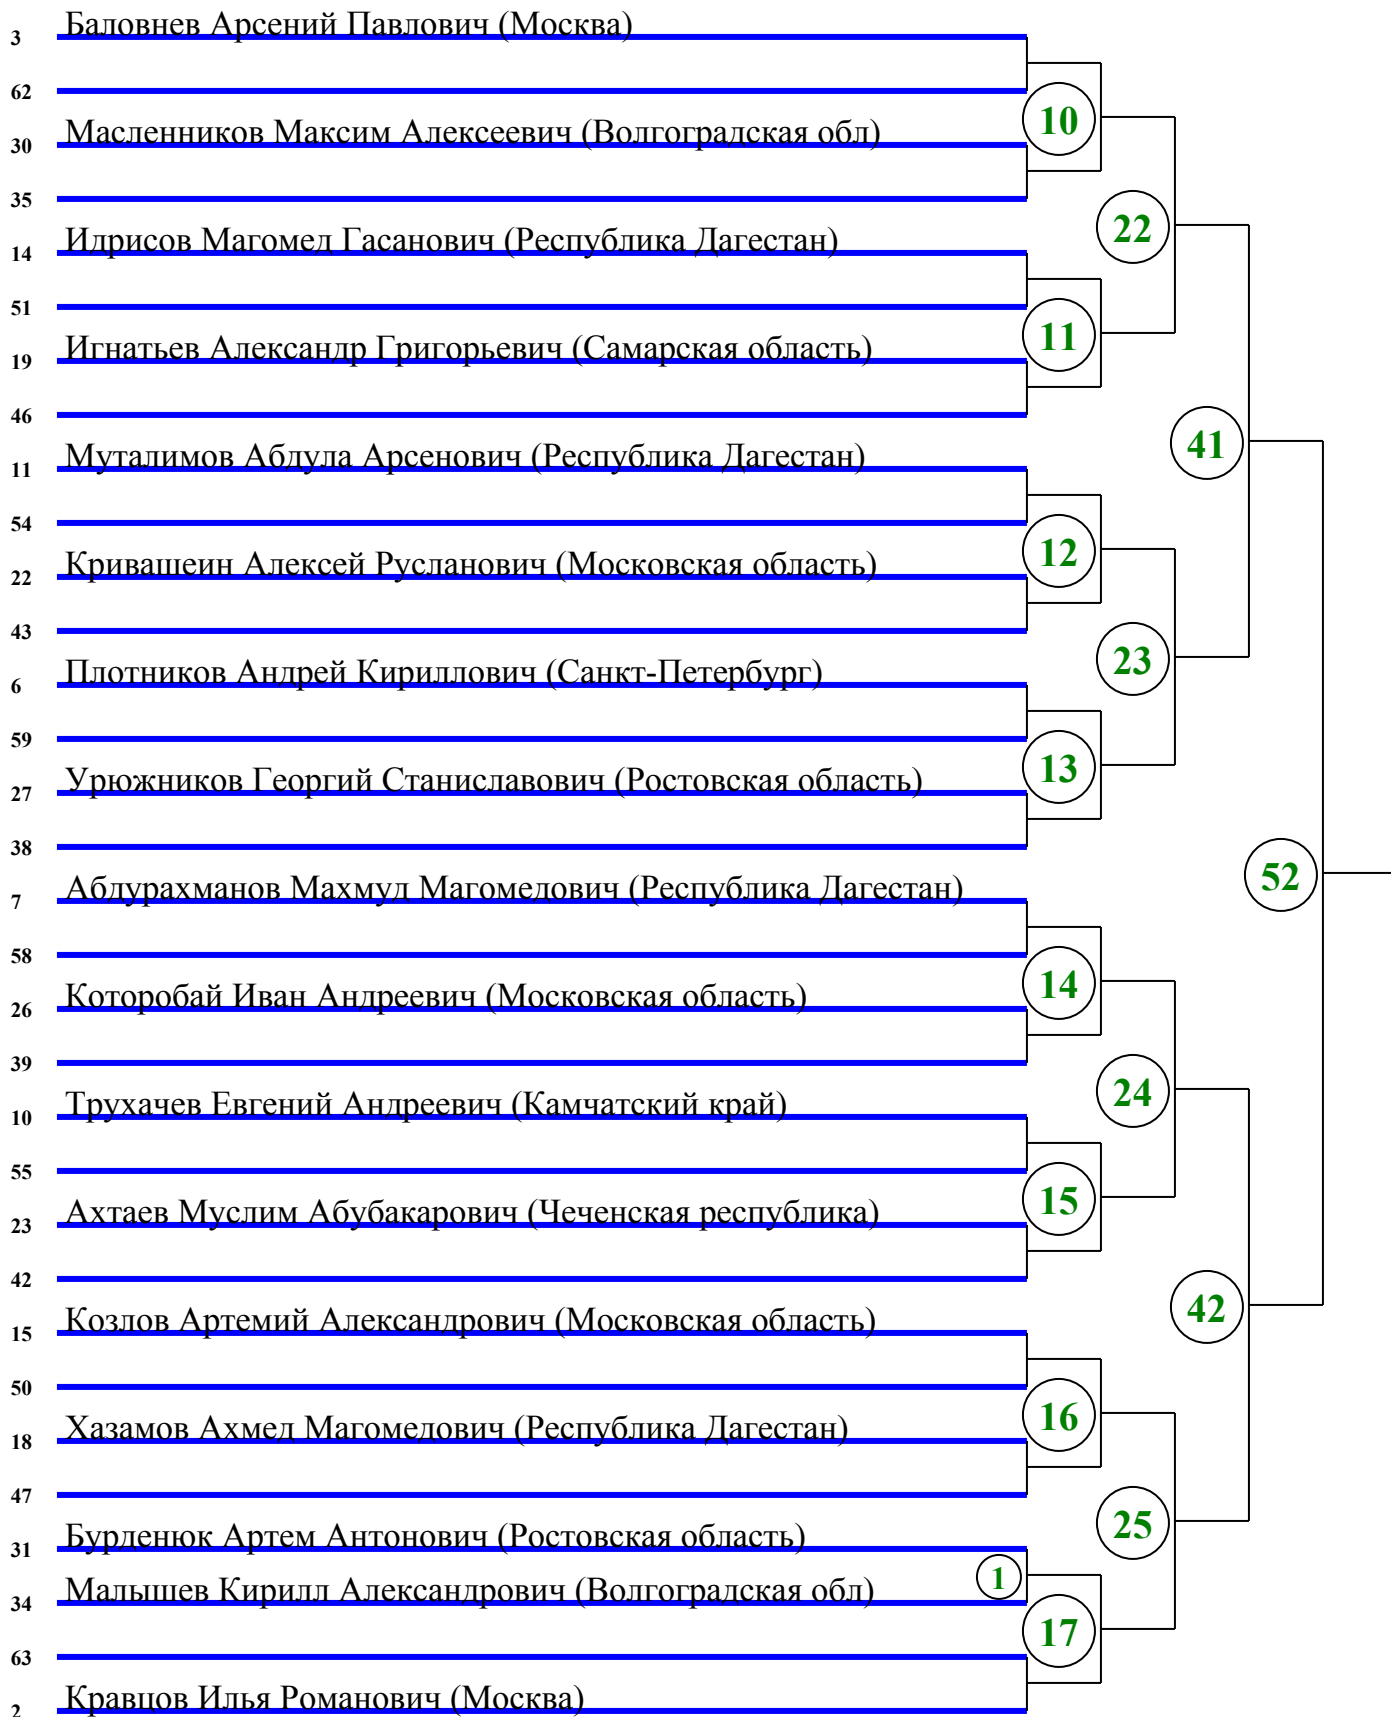 3 Баловнев Арсений Павлович (Москва)
62
10
30 Масленников Максим Алексеевич (Волгоградская обл)
35
22
14 Идрисов Магомед Гасанович (Республика Дагестан)
51
11
19 Игнатьев Александр Григорьевич (Самарская область)
46
41
11 Муталимов Абдула Арсенович (Республика Дагестан)
54
12
22 Кривашеин Алексей Русланович (Московская область)
43
23
6 Плотников Андрей Кириллович (Санкт-Петербург)
59
13
27 Урюжников Георгий Станиславович (Ростовская область)
38
52
7 Абдурахманов Махмуд Магомедович (Республика Дагестан)
58
14
26 Которобай Иван Андреевич (Московская область)
39
24
10 Трухачев Евгений Андреевич (Камчатский край)
55
15
23 Ахтаев Муслим Абубакарович (Чеченская республика)
42
42
15 Козлов Артемий Александрович (Московская область)
50
16
18 Хазамов Ахмед Магомедович (Республика Дагестан)
47
25
31 Бурденюк Артем Антонович (Ростовская область)
1
34 Малышев Кирилл Александрович (Волгоградская обл)
17
63
2 Кравцов Илья Романович (Москва)